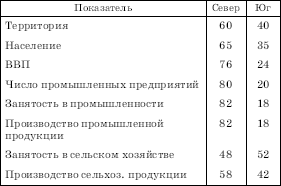 Показатель Север Юг
Территория 60 40
Население 65 35
ВВП 76 24
Число промышленных предприятий 80 20
Занятость в промышленности 82 18
Производство промышленной 82 18
продукции
Занятость в сельском хозяйстве 48 52
Производство сельхоз. продукции 58 42